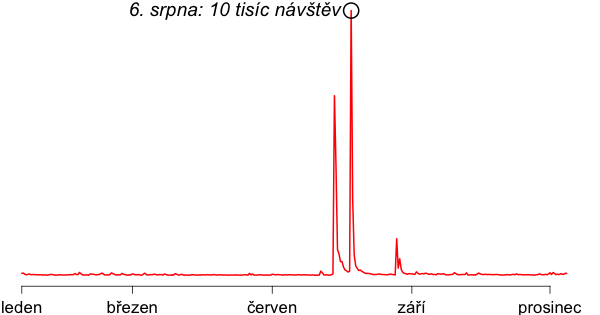 6. srpna: 10 tisíc návštěv
leden březen červen září prosinec